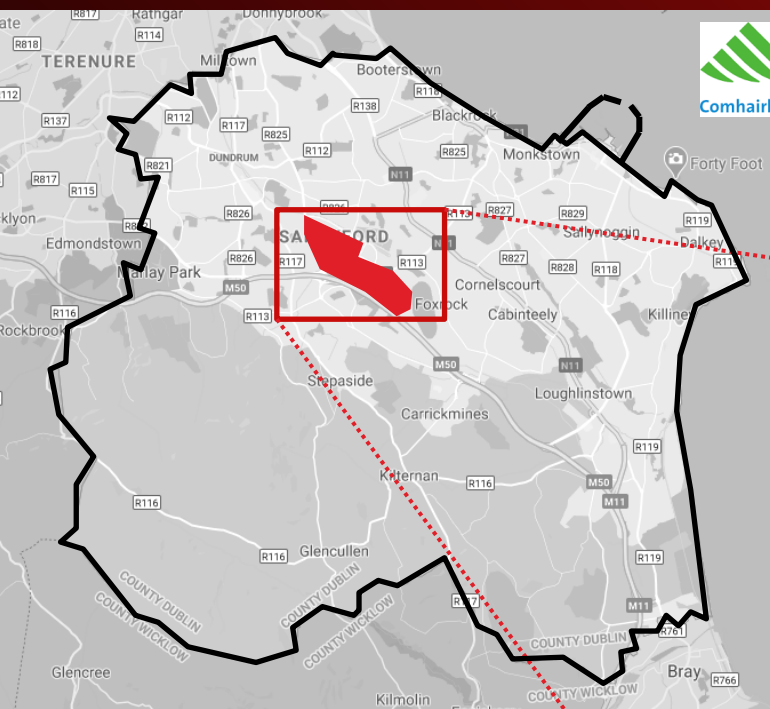 R817
Rathgar
Donnybrook
R818
R114
TERENURE
Milltown
Booterstown
R112
R138
R118
Comhairl
R137
R112
R117
R825
Blackrock
DUNDRUM
R112
R825
Monkstown
R821
N11
Forty Foot
R817
R115
R826
R113
R827
R829
R119
Edmondstown
Sallynoggin
Dalkey
R826
R117
R113
R827
R828
R118
Marlay Park
M50
Foxrock
Cornelscourt
R116
R113
Cabinteely
Rockbrook
M50
N11
Stepaside
Loughlinstown
Carrickmines
R119
Kilternan
R116
M50
R116
M11
R116
Glencullen
R119
COUNTY DUBLIN
COUNTY WICKLOW
COUNTY DUBLIN
COUNTY WICKLOW
R117
M11
R761
COUNTY DUBLIN
COUNTY WICKLOW
Bray
R766
Glencree
Kilmolin